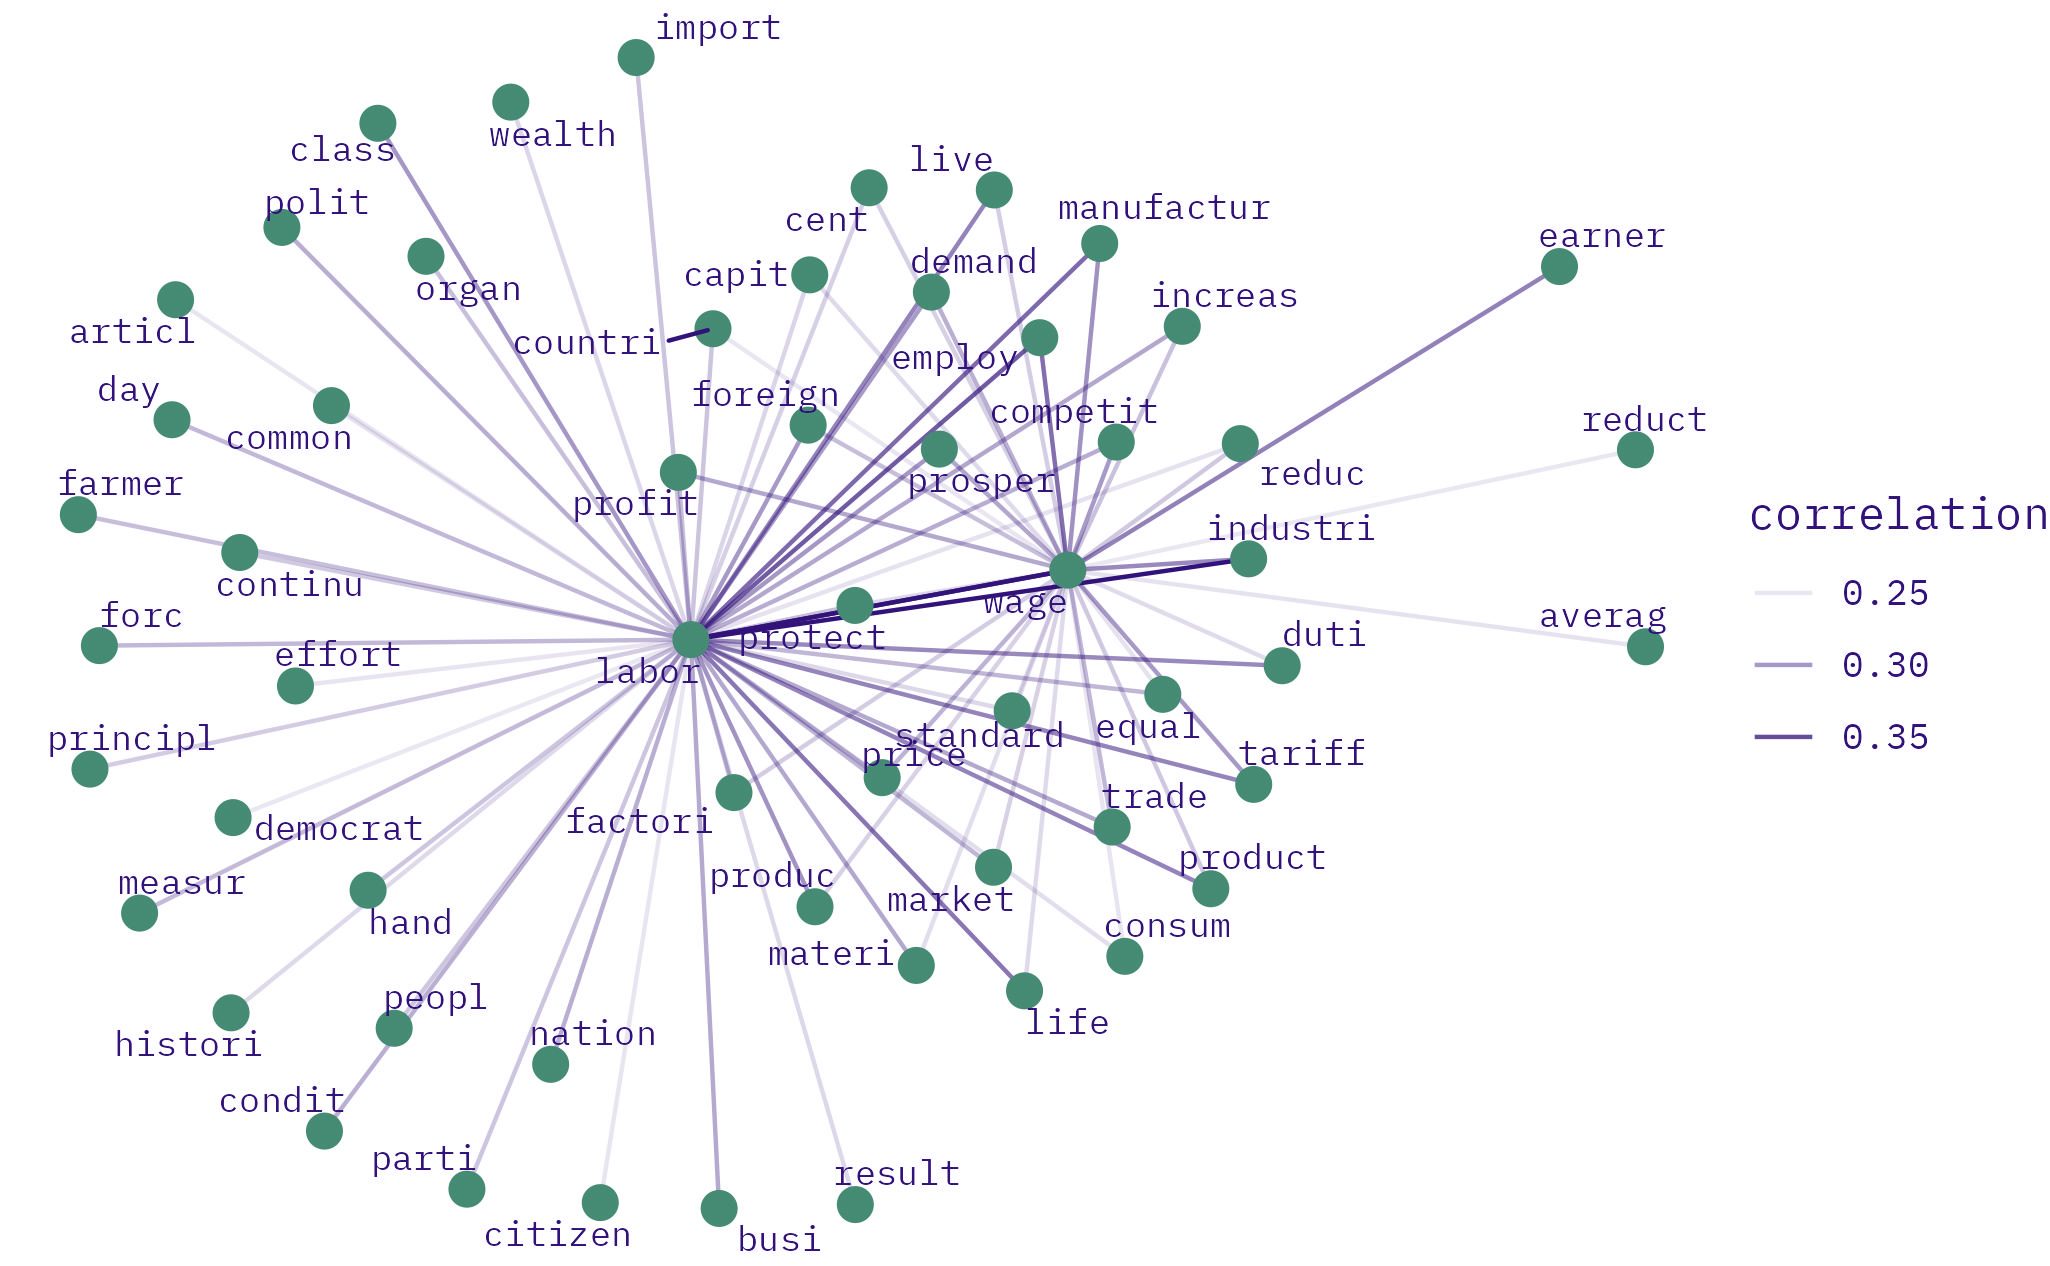 import
wealth
class
live
polit
cent
manufactur
earner
capit
demand
organ
increas
articl
countri
employ
day
foreign
competit
reduct
common
farmer
profit
prosper
reduc
correlation
industri
continu
0.25
forc
wage
averag
protect
duti
effort
labor
0.30
principl
standard
equal
price
tariff
0.35
democrat
factori
trade
measur
produc
product
hand
market
consum
materi
peopl
histori
nation
life
condit
parti
result
citizen
busi